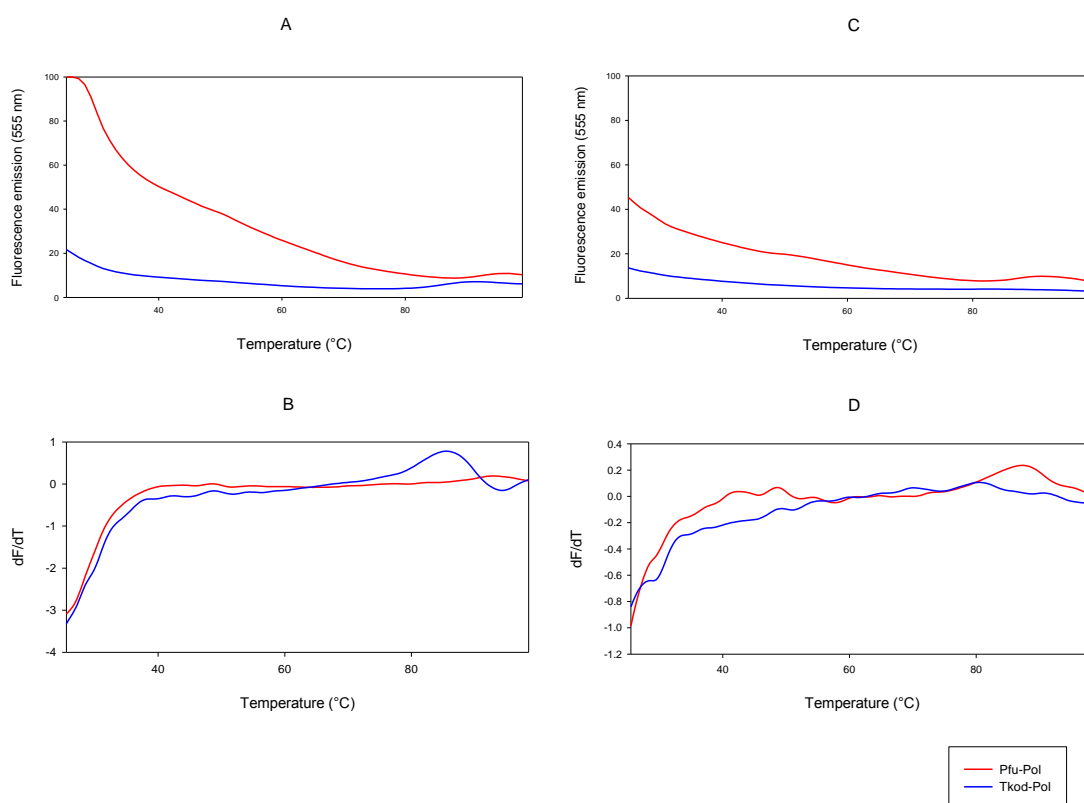 A
Fluorescence emission (555 nm)
100
80
60
40
20
0
40
60
80
Temperature (°C)
C
Fluorescence emission (555 nm)
100
80
60
40
20
0
40
60
80
Temperature (°C)
B
dF/dT
1
0
-1
-2
-3
-4
40
60
80
Temperature (°C)
D
dF/dT
0.4
0.2
0.0
-0.2
-0.4
-0.6
-0.8
-1.0
-1.2
40
60
80
Temperature (°C)
Pfu-Pol
Tkod-Pol